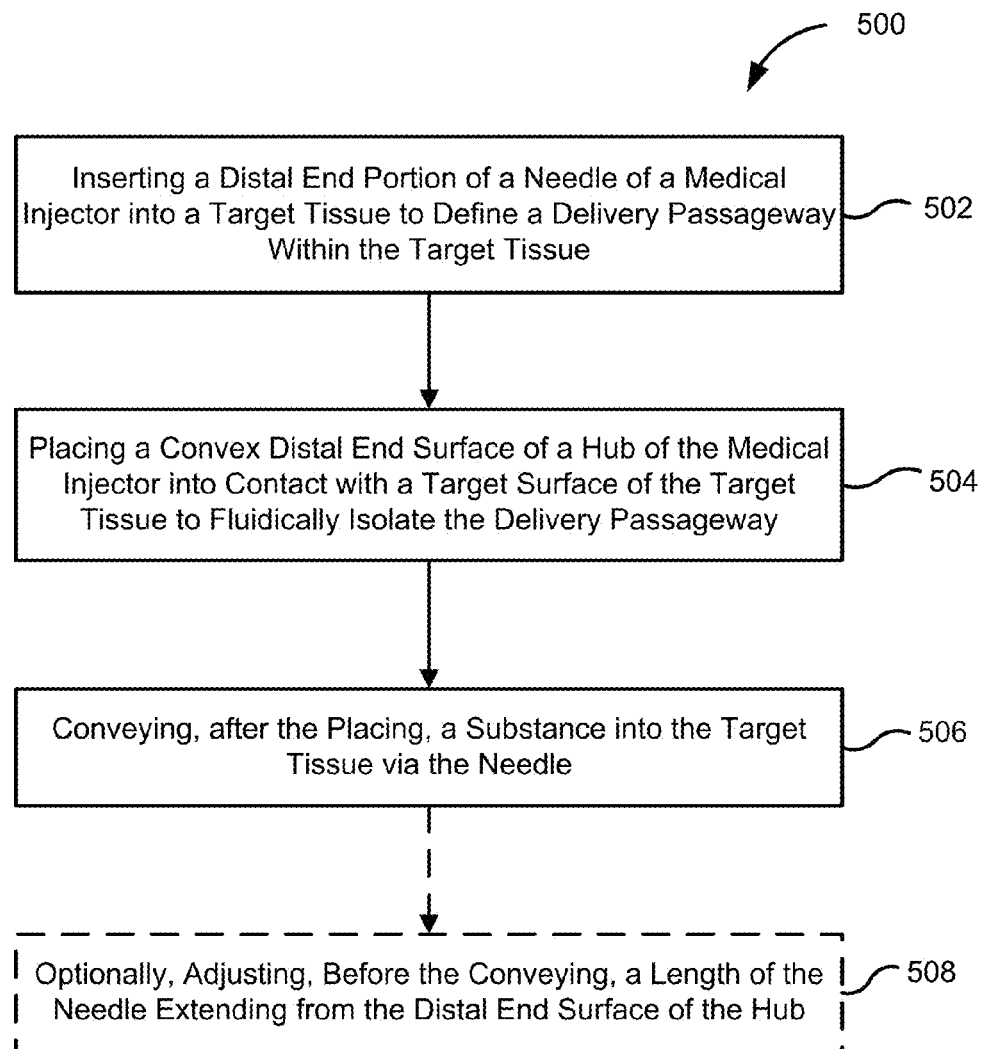 500
Inserting a Distal End Portion of a Needle of a Medical
Injector into a Target Tissue to Define a Delivery Passageway
Within the Target Tissue
502
Placing a Convex Distal End Surface of a Hub of the Medical
Injector into Contact with a Target Surface of the Target
Tissue to Fluidically Isolate the Delivery Passageway
504
Conveying, after the Placing, a Substance into the Target
Tissue via the Needle
506
Optionally, Adjusting, Before the Conveying, a Length of the
Needle Extending from the Distal End Surface of the Hub
508